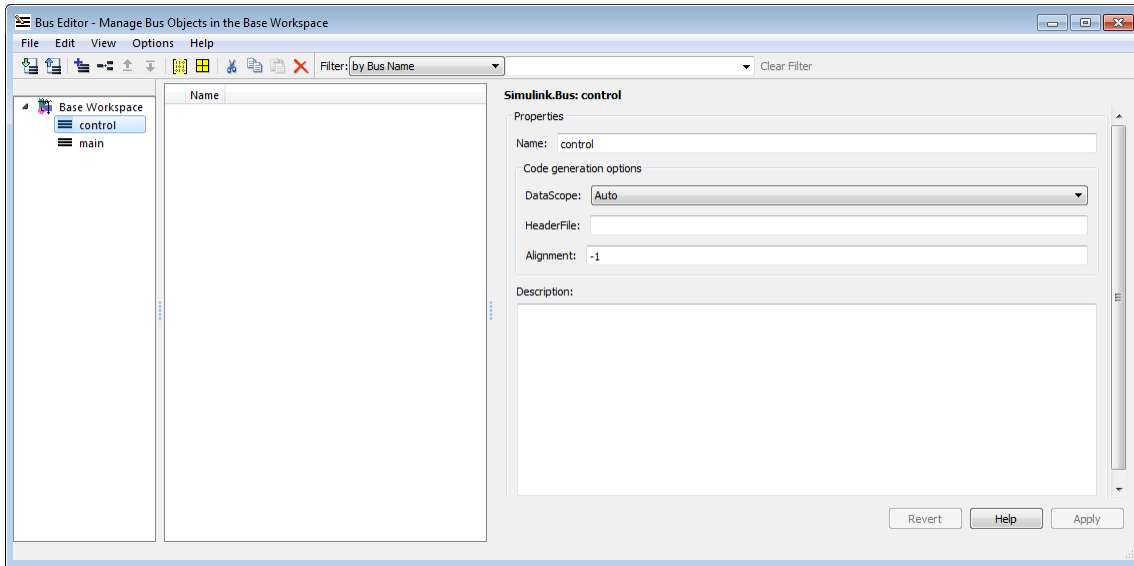 Bus Editor - Manage Bus Objects in the Base Workspace
File Edit View Options Help
Filter: by Bus Name Clear Filter
Base Workspace
control
main
Name
Simulink.Bus: control
Properties
Name: control
Code generation options
DataScope: Auto
HeaderFile:
Alignment: -1
Description:
Revert Help Apply